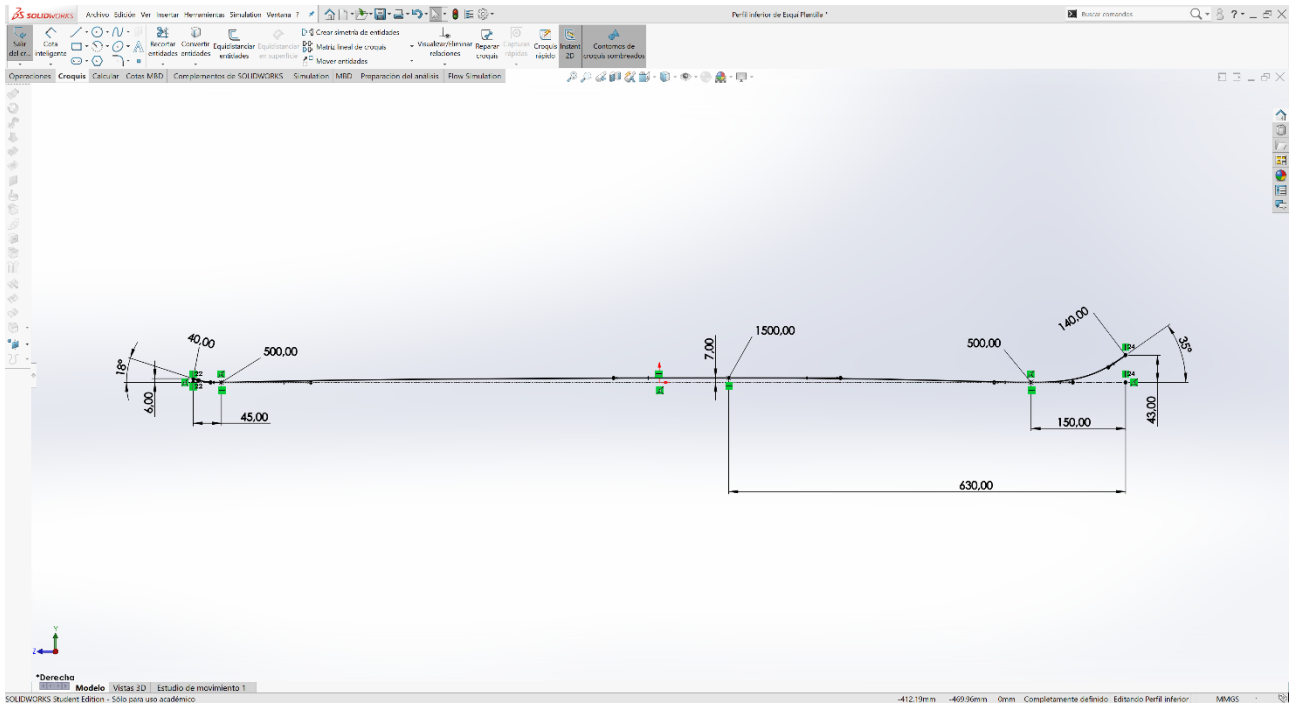 SOLIDWORKS Archivo Edición Ver Insertar Herramientas Simulation Ventana ? Perfil inferior de Esquí Plantilla * Buscar comandos
Salir del cr...
Cota inteligente
Recortar entidades
Convertir entidades
Equidistanciar entidades
Equidistanciar en superficie
Crear simetría de entidades
Matriz lineal de croquis
Mover entidades
Visualizar/Eliminar relaciones
Reparar croquis
Capturas rápidas
Croquis rápido
Instant 2D
Contornos de croquis sombreados
Operaciones Croquis Calcular Cotas MBD Complementos de SOLIDWORKS Simulation MBD Preparación del análisis Flow Simulation
40,00
18°
500,00
6,00
45,00
7,00
1500,00
500,00
140,00
35°
124
124
22
22
43,00
150,00
630,00
Y
Z
*Derecha
Modelo Vistas 3D Estudio de movimiento 1
SOLIDWORKS Student Edition - Sólo para uso académico -412.19mm -469.96mm 0mm Completamente definido Editando Perfil inferior MMGS